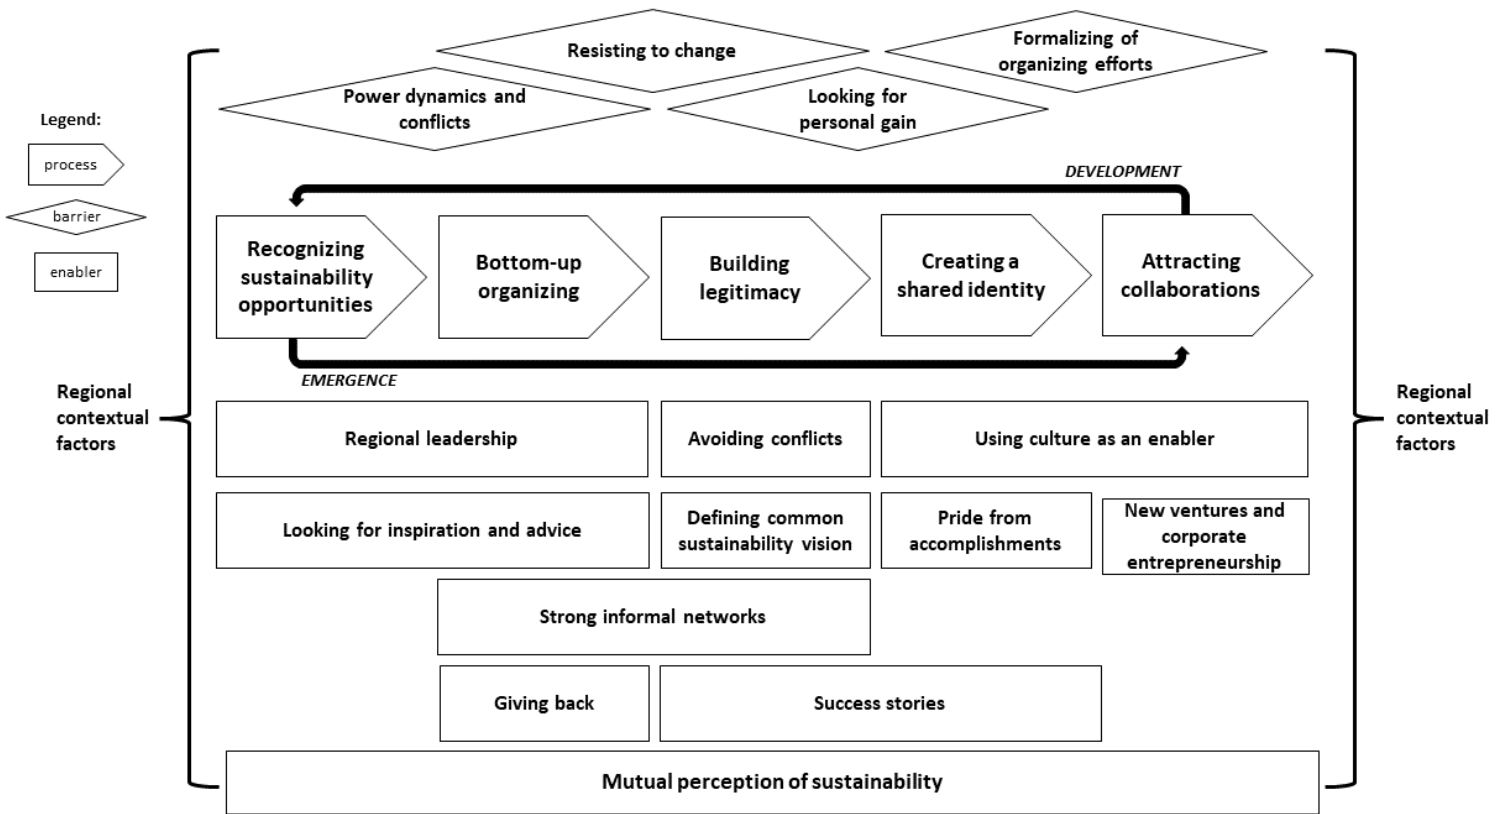 Resisting to change
Formalizing of
organizing efforts
Power dynamics and
conflicts
Looking for
personal gain
Legend:
process
barrier
enabler
DEVELOPMENT
Recognizing
sustainability
opportunities
Bottom-up
organizing
Building
legitimacy
Creating a
shared identity
Attracting
collaborations
EMERGENCE
Regional
contextual
factors
Regional
contextual
factors
Regional leadership
Avoiding conflicts
Using culture as an enabler
Looking for inspiration and advice
Defining common
sustainability vision
Pride from
accomplishments
New ventures and
corporate
entrepreneurship
Strong informal networks
Giving back
Success stories
Mutual perception of sustainability